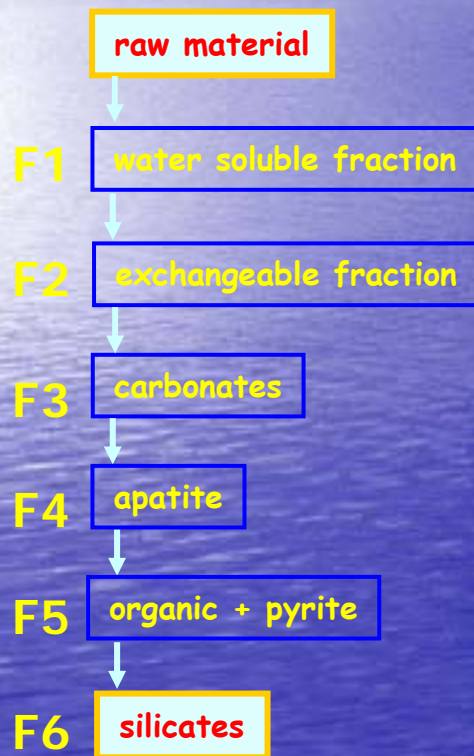 raw material
F1 water soluble fraction
F2 exchangeable fraction
F3 carbonates
F4 apatite
F5 organic + pyrite
F6 silicates